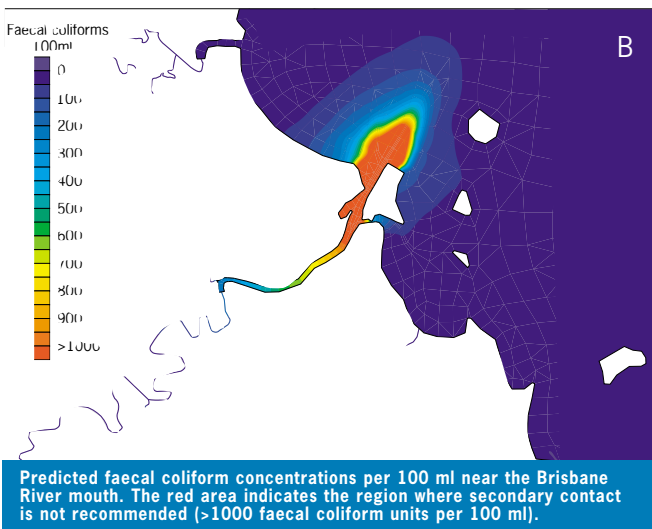 Faecal coliforms
100ml
B
0
100
200
300
400
500
600
700
800
900
>1000
Predicted faecal coliform concentrations per 100 ml near the Brisbane
River mouth. The red area indicates the region where secondary contact
is not recommended (>1000 faecal coliform units per 100 ml).